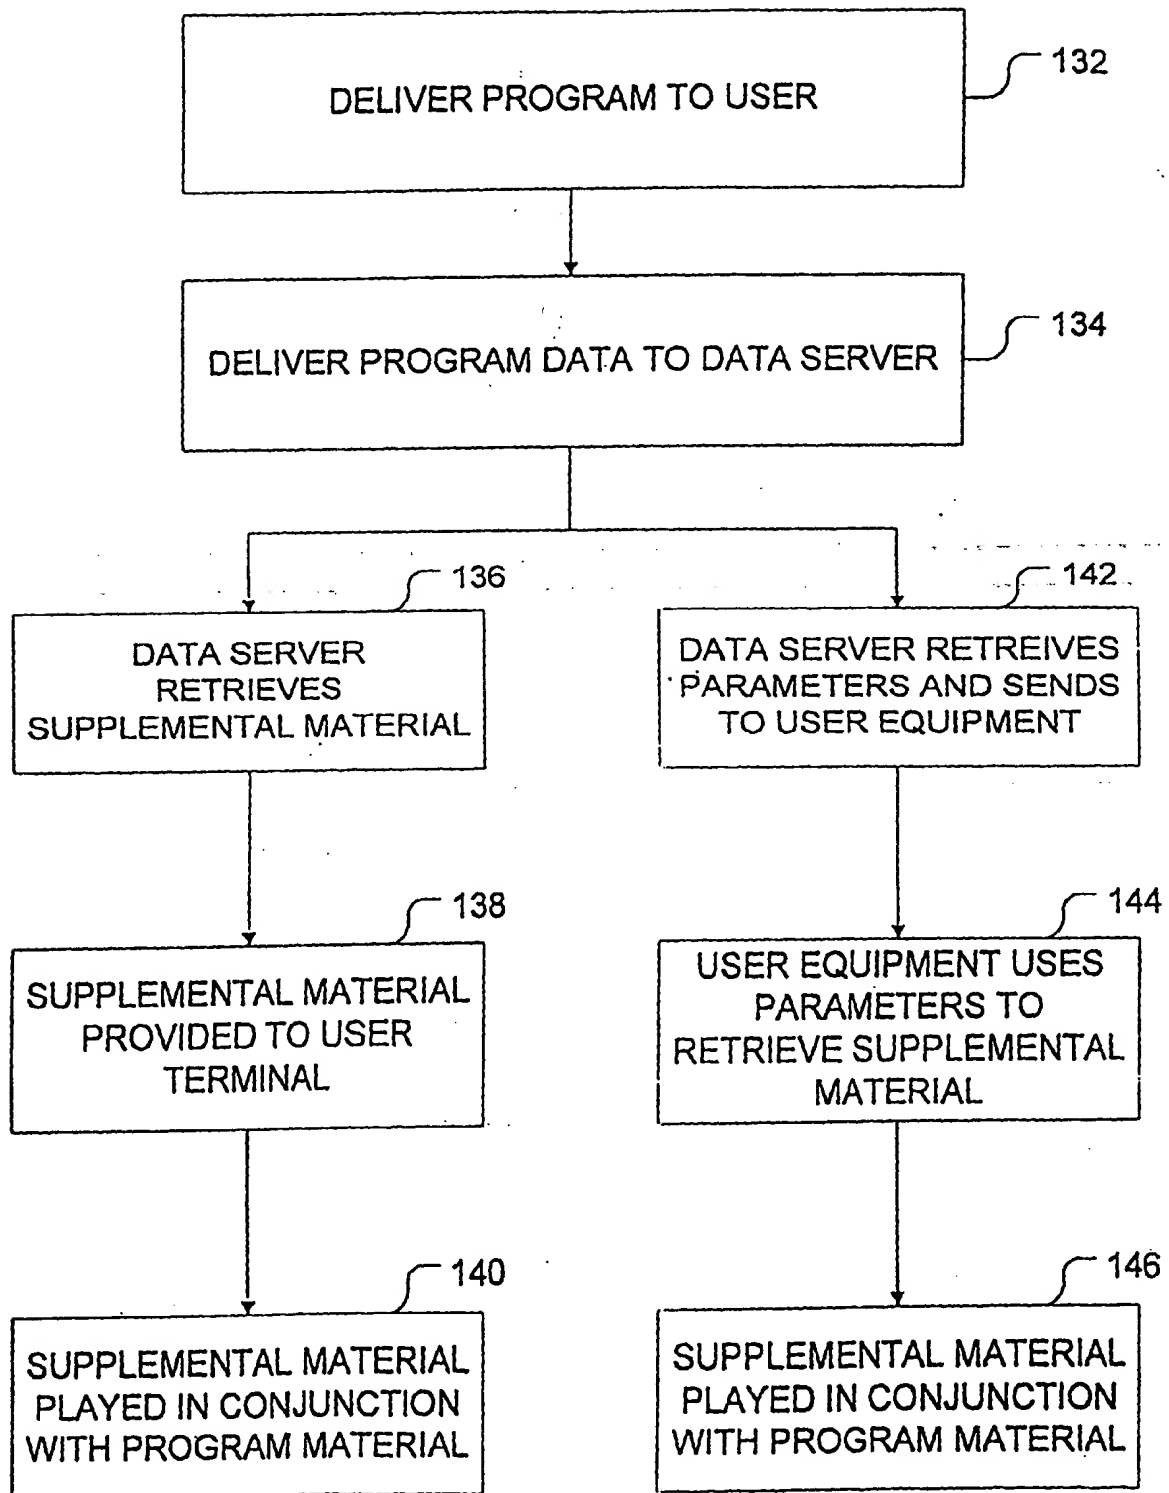 132
DELIVER PROGRAM TO USER
134
DELIVER PROGRAM DATA TO DATA SERVER
136
DATA SERVER
RETRIEVES
SUPPLEMENTAL MATERIAL
142
DATA SERVER RETREIVES
PARAMETERS AND SENDS
TO USER EQUIPMENT
138
SUPPLEMENTAL MATERIAL
PROVIDED TO USER
TERMINAL
144
USER EQUIPMENT USES
PARAMETERS TO
RETRIEVE SUPPLEMENTAL
MATERIAL
140
SUPPLEMENTAL MATERIAL
PLAYED IN CONJUNCTION
WITH PROGRAM MATERIAL
146
SUPPLEMENTAL MATERIAL
PLAYED IN CONJUNCTION
WITH PROGRAM MATERIAL